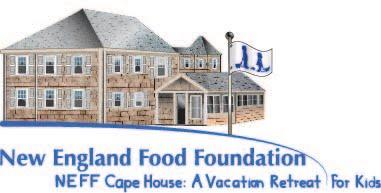 New England Food Foundation
NEFF Cape House: A Vacation Retreat for Kids